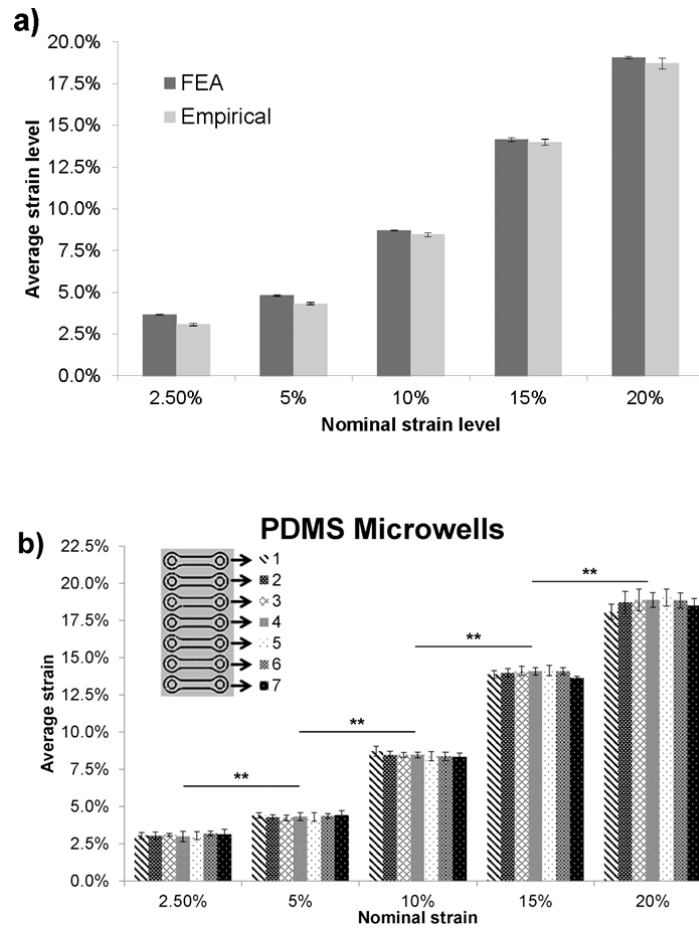 a)
20.0%
17.5%
15.0%
12.5%
10.0%
7.5%
5.0%
2.5%
0.0%
Average strain level
FEA
Empirical
2.50% 5% 10% 15% 20%
Nominal strain level
b)
PDMS Microwells
22.5%
20.0%
17.5%
15.0%
12.5%
10.0%
7.5%
5.0%
2.5%
0.0%
Average strain
1
2
3
4
5
6
7
**
**
**
**
2.50% 5% 10% 15% 20%
Nominal strain